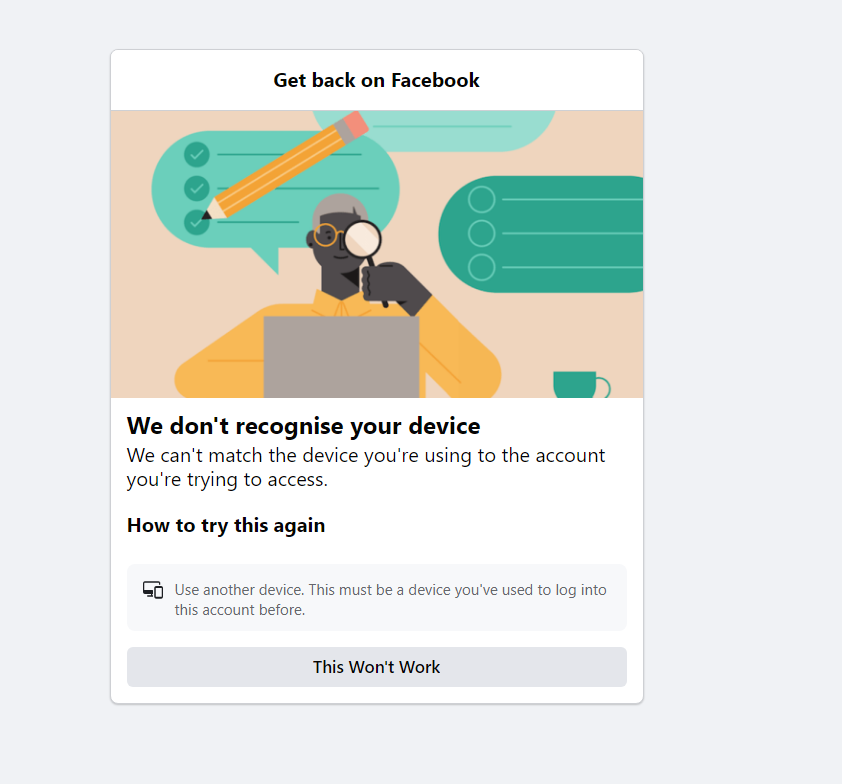 Get back on Facebook
We don't recognise your device
We can't match the device you're using to the account
you're trying to access.
How to try this again
Use another device. This must be a device you've used to log into
this account before.
This Won't Work